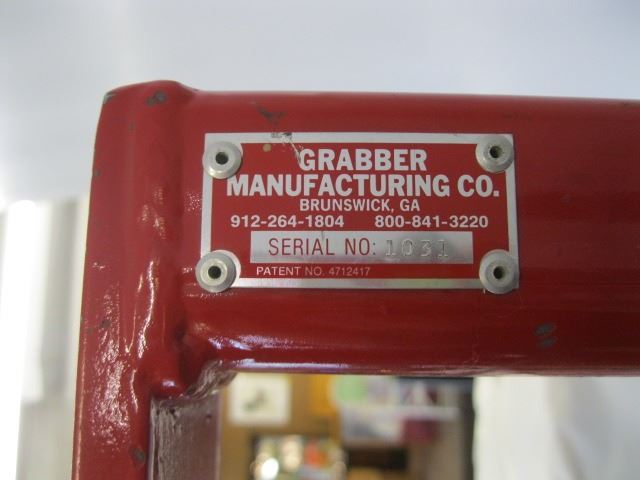 GRABBER
MANUFACTURING CO.
BRUNSWICK, GA
912-264-1804 800-841-3220
SERIAL NO: 1031
PATENT NO. 4712417